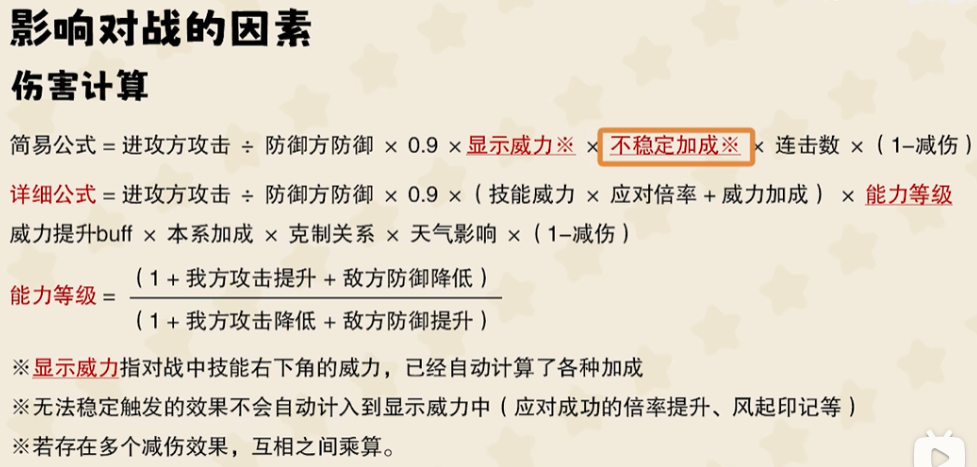 影响对战的因素
伤害计算
简易公式 = 进攻方攻击 ÷ 防御方防御 × 0.9 × 显示威力※ × 不稳定加成※ × 连击数 ×（1-减伤）
详细公式 = 进攻方攻击 ÷ 防御方防御 × 0.9 ×（技能威力 × 应对倍率 + 威力加成）× 能力等级
威力提升buff × 本系加成 × 克制关系 × 天气影响 ×（1-减伤）
能力等级 =
（1 + 我方攻击提升 + 敌方防御降低）
（1 + 我方攻击降低 + 敌方防御提升）
※显示威力指对战中技能右下角的威力，已经自动计算了各种加成
※无法稳定触发的效果不会自动计入到显示威力中（应对成功的倍率提升、风起印记等）
※若存在多个减伤效果，互相之间乘算。